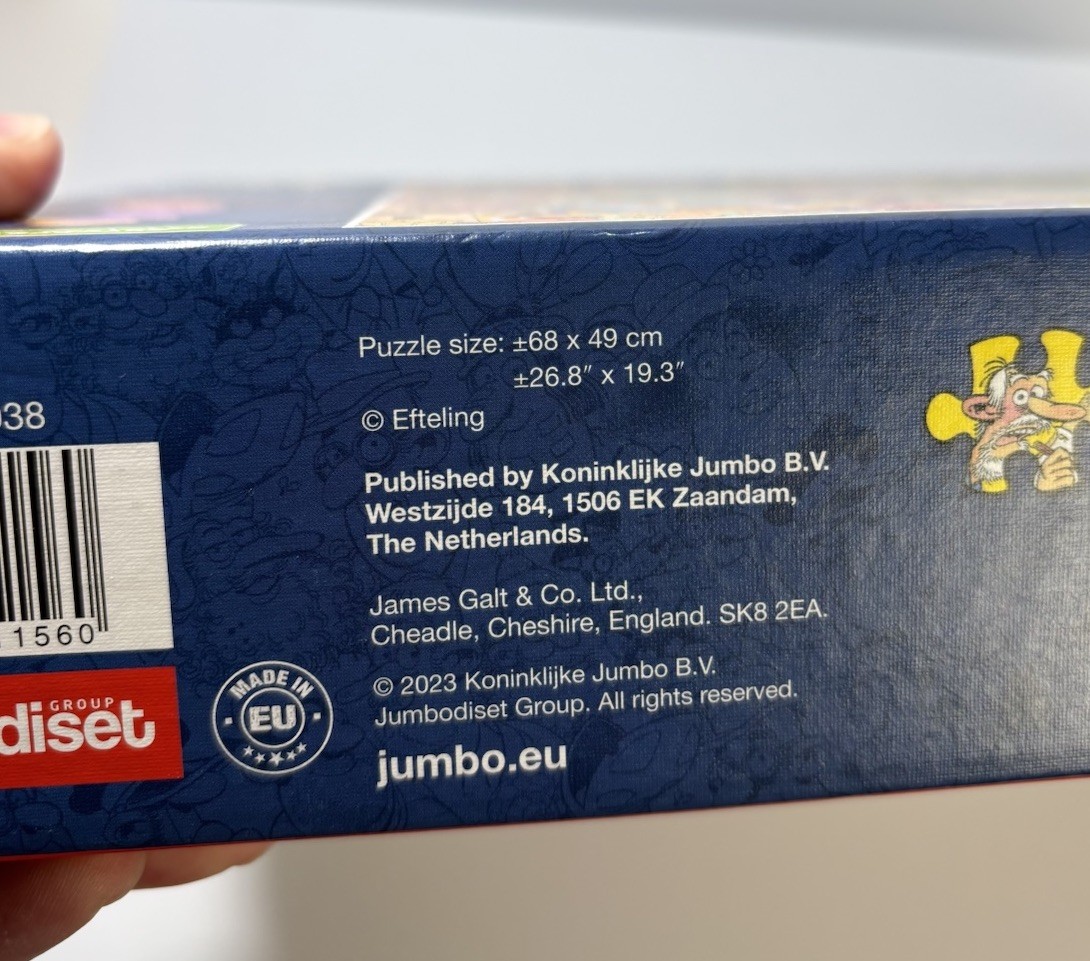 Puzzle size: ±68 x 49 cm
±26.8″ x 19.3″
© Efteling
Published by Koninklijke Jumbo B.V.
Westzijde 184, 1506 EK Zaandam,
The Netherlands.
James Galt & Co. Ltd.,
Cheadle, Cheshire, England. SK8 2EA.
© 2023 Koninklijke Jumbo B.V.
Jumbodiset Group. All rights reserved.
jumbo.eu
MADE IN
EU
38
1560
GROUP
diset